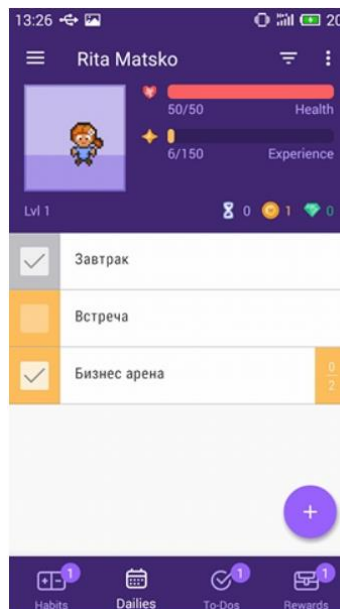 13:26
20
Rita Matsko
50/50 Health
6/150 Experience
Lvl 1
0 1 0
Завтрак
Встреча
Бизнес арена
0
2
1 1 1
Habits Dailies To-Dos Rewards